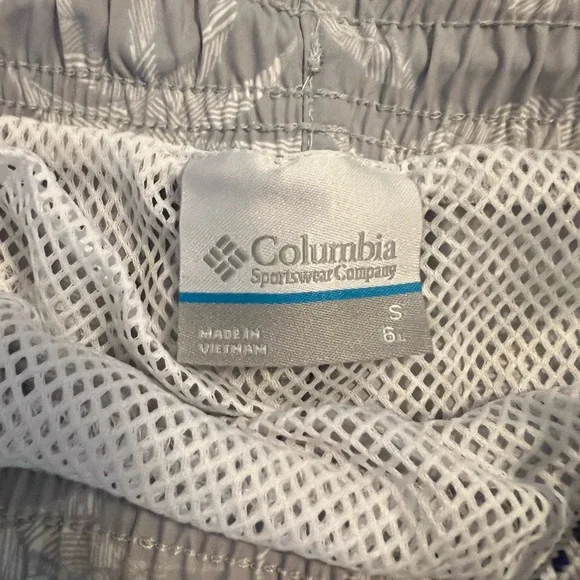 Columbia
Sportswear Company
MADE IN
VIETNAM
S
6L